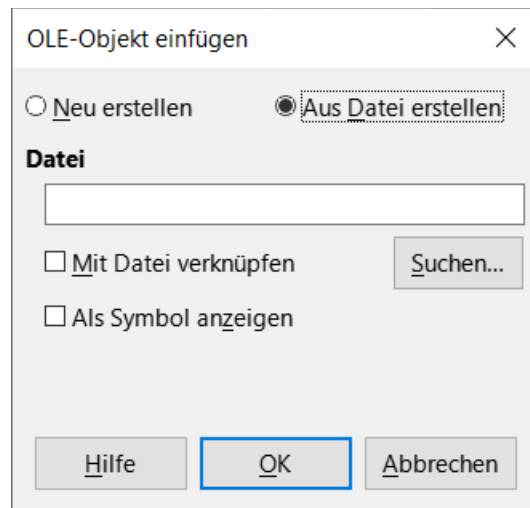 OLE-Objekt einfügen
Neu erstellen Aus Datei erstellen
Datei
Mit Datei verknüpfen Suchen...
Als Symbol anzeigen
Hilfe OK Abbrechen